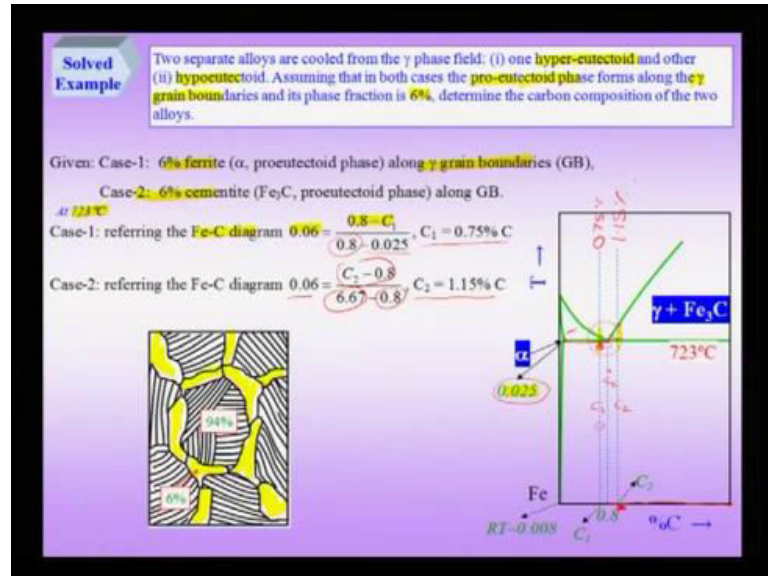 Solved
Example
Two separate alloys are cooled from the γ phase field: (i) one hyper-eutectoid and other
(ii) hypoeutectoid. Assuming that in both cases the pro-eutectoid phase forms along the γ
grain boundaries and its phase fraction is 6%, determine the carbon composition of the two
alloys.
Given: Case-1: 6% ferrite (α, proeutectoid phase) along γ grain boundaries (GB),
Case-2: 6% cementite (Fe₃C, proeutectoid phase) along GB.
At 723°C
Case-1: referring the Fe-C diagram 0.06 = (0.8 – C₁)/(0.8 – 0.025), C₁ = 0.75% C
Case-2: referring the Fe-C diagram 0.06 = (C₂ – 0.8)/(6.67 – 0.8), C₂ = 1.15% C
94%
6%
T →
0.75%
1.15%
γ + Fe₃C
α
723°C
0.025
Fe
C₂
RT~0.008
C₁
0.8
%C →